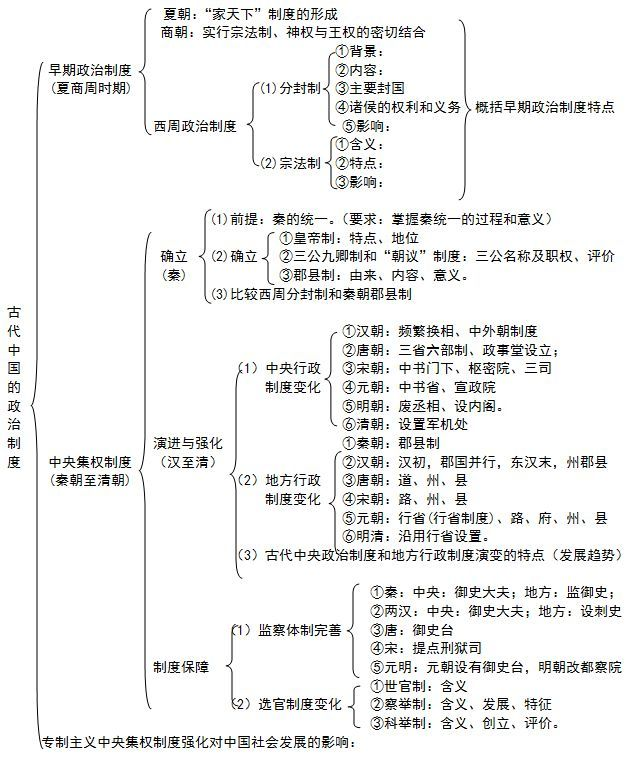 古代中国的政治制度
早期政治制度
(夏商周时期)
夏朝：“家天下”制度的形成
商朝：实行宗法制、神权与王权的密切结合
西周政治制度
(1)分封制
①背景：
②内容：
③主要封国
④诸侯的权利和义务
⑤影响：
(2)宗法制
①含义：
②特点：
③影响：
概括早期政治制度特点
中央集权制度
(秦朝至清朝)
确立
(秦)
(1)前提：秦的统一。（要求：掌握秦统一的过程和意义）
(2)确立
①皇帝制：特点、地位
②三公九卿制和“朝议”制度：三公名称及职权、评价
③郡县制：由来、内容、意义。
(3)比较西周分封制和秦朝郡县制
演进与强化
(汉至清)
（1）中央行政
制度变化
①汉朝：频繁换相、中外朝制度
②唐朝：三省六部制、政事堂设立；
③宋朝：中书门下、枢密院、三司
④元朝：中书省、宣政院
⑤明朝：废丞相、设内阁。
⑥清朝：设置军机处
（2）地方行政
制度变化
①秦朝：郡县制
②汉朝：汉初，郡国并行，东汉末，州郡县
③唐朝：道、州、县
④宋朝：路、州、县
⑤元朝：行省(行省制度)、路、府、州、县
⑥明清：沿用行省设置。
（3）古代中央政治制度和地方行政制度演变的特点（发展趋势）
制度保障
（1）监察体制完善
①秦：中央：御史大夫；地方：监御史；
②两汉：中央：御史大夫；地方：设刺史
③唐：御史台
④宋：提点刑狱司
⑤元明：元朝设有御史台，明朝改都察院
（2）选官制度变化
①世官制：含义
②察举制：含义、发展、特征
③科举制：含义、创立、评价。
专制主义中央集权制度强化对中国社会发展的影响：